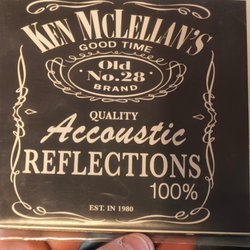 KEN MCLELLAN'S
GOOD TIME
Old
No.28
BRAND
QUALITY
Accoustic
REFLECTIONS
100%
EST. IN 1980